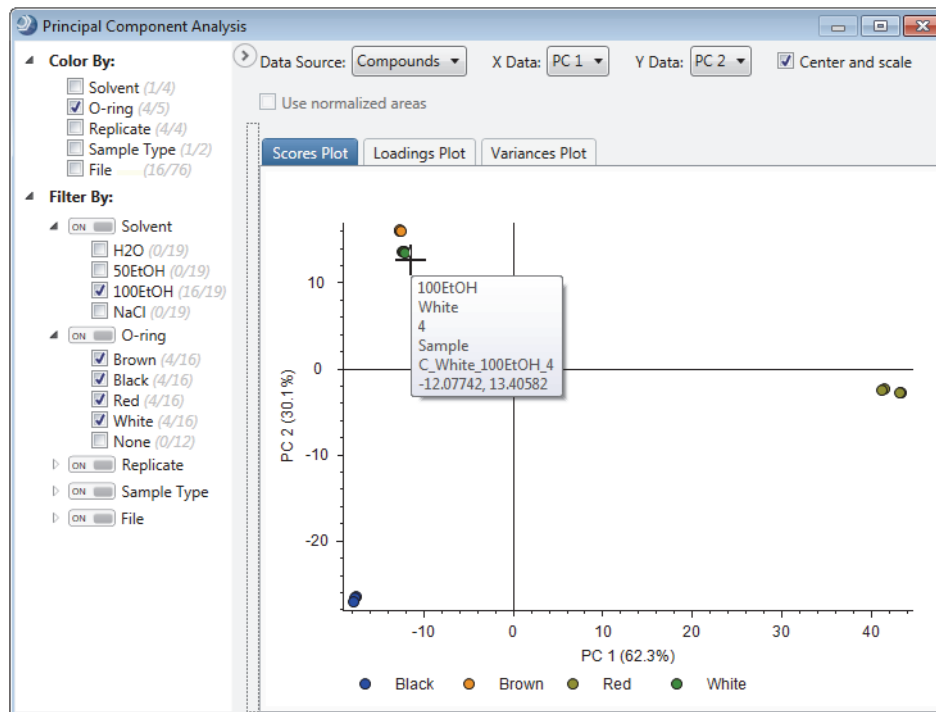 Principal Component Analysis
Color By:
Solvent (1/4)
O-ring (4/5)
Replicate (4/4)
Sample Type (1/2)
File (16/76)
Filter By:
ON Solvent
H2O (0/19)
50EtOH (0/19)
100EtOH (16/19)
NaCl (0/19)
ON O-ring
Brown (4/16)
Black (4/16)
Red (4/16)
White (4/16)
None (0/12)
ON Replicate
ON Sample Type
ON File
Data Source: Compounds X Data: PC 1 Y Data: PC 2 Center and scale
Use normalized areas
Scores Plot Loadings Plot Variances Plot
10
0
-10
-20
PC 2 (30.1%)
100EtOH
White
4
Sample
C_White_100EtOH_4
-12.07742, 13.40582
-10 0 10 20 30 40
PC 1 (62.3%)
Black Brown Red White